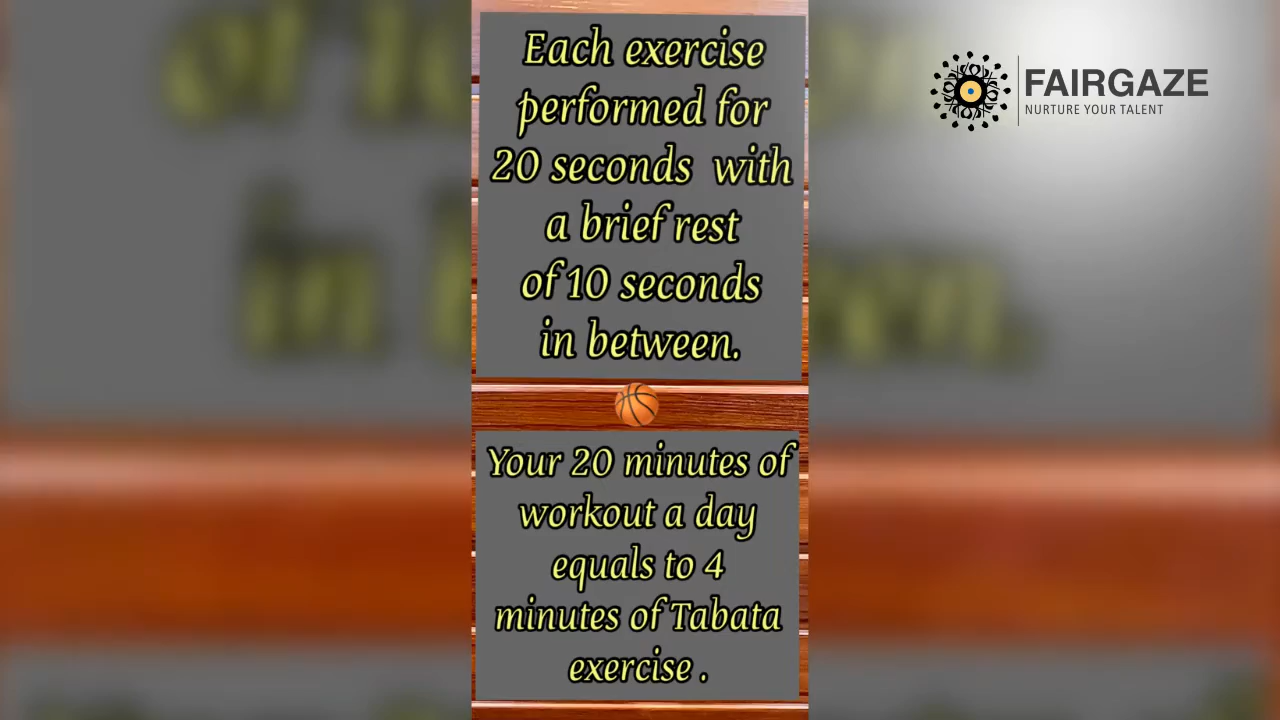 Each exercise
performed for
20 seconds with
a brief rest
of 10 seconds
in between.
Your 20 minutes of
workout a day
equals to 4
minutes of Tabata
exercise .
FAIRGAZE
NURTURE YOUR TALENT